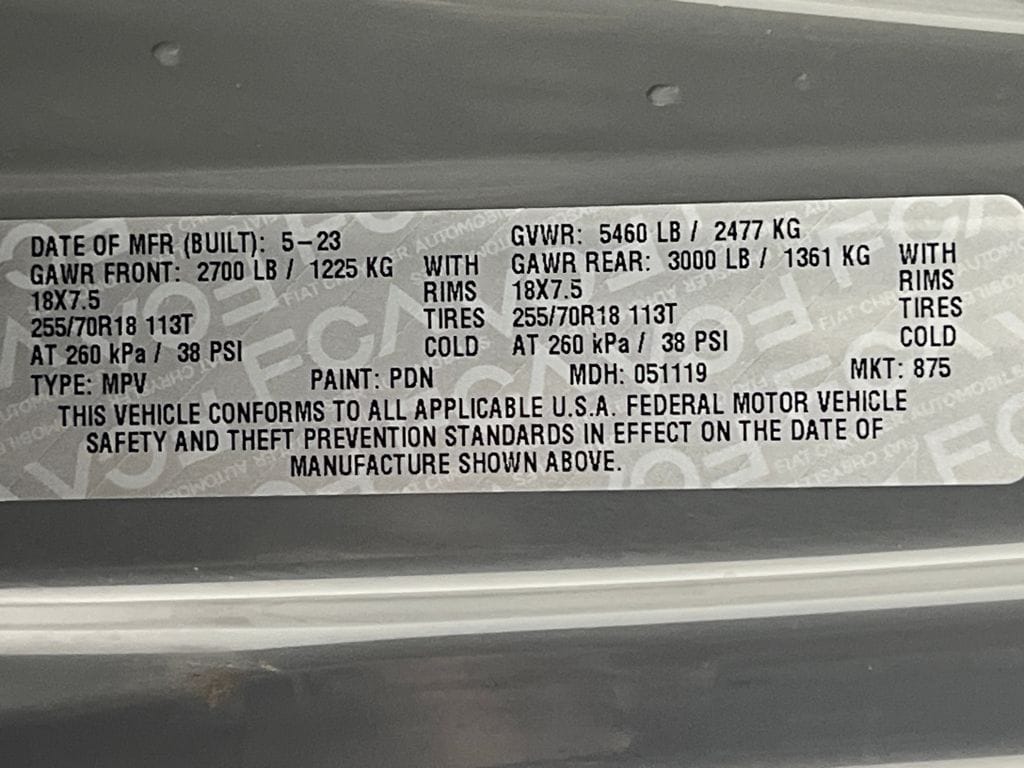 DATE OF MFR (BUILT): 5-23 GVWR: 5460 LB / 2477 KG
GAWR FRONT: 2700 LB / 1225 KG WITH GAWR REAR: 3000 LB / 1361 KG WITH
18X7.5 RIMS 18X7.5 RIMS
255/70R18 113T TIRES 255/70R18 113T TIRES
AT 260 kPa / 38 PSI COLD AT 260 kPa / 38 PSI COLD
TYPE: MPV PAINT: PDN MDH: 051119 MKT: 875
THIS VEHICLE CONFORMS TO ALL APPLICABLE U.S.A. FEDERAL MOTOR VEHICLE
SAFETY AND THEFT PREVENTION STANDARDS IN EFFECT ON THE DATE OF
MANUFACTURE SHOWN ABOVE.